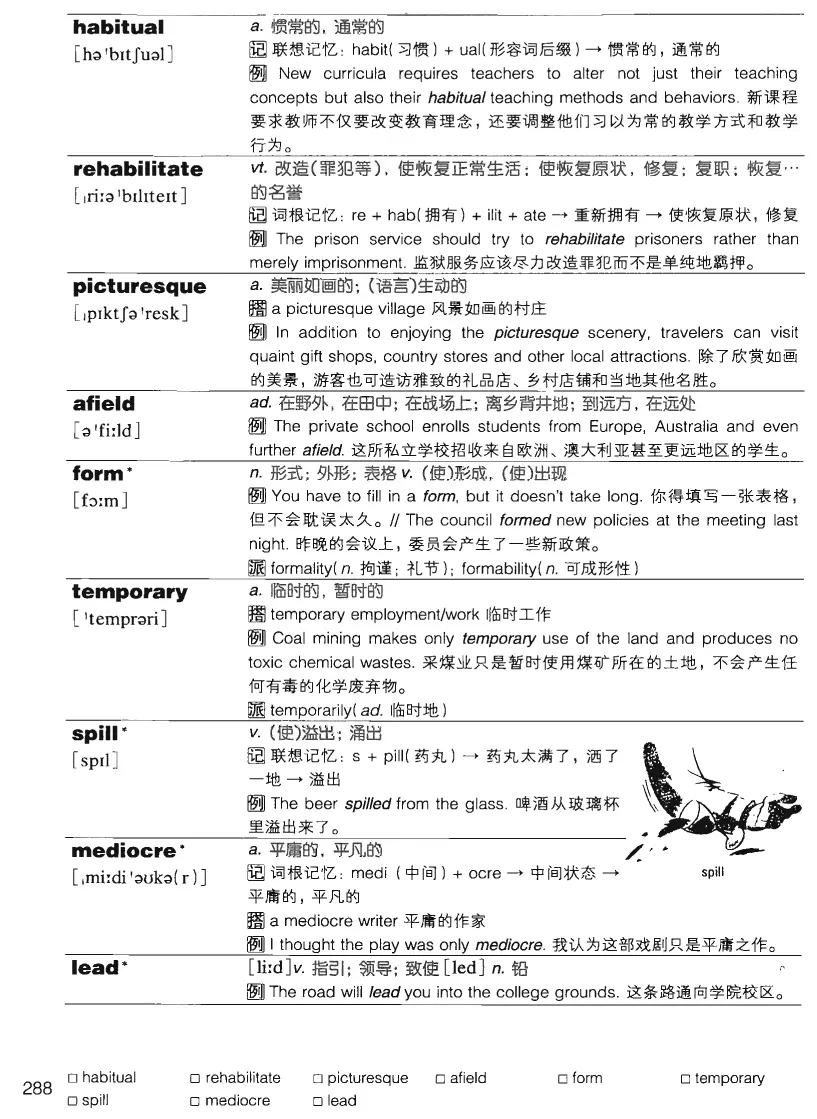 habitual a. 惯常的，通常的
[hə'bɪtʃuəl] 记 联想记忆：habit(习惯) + ual(形容词后缀) → 惯常的，通常的
例 New curricula requires teachers to alter not just their teaching
concepts but also their habitual teaching methods and behaviors. 新课程
要求教师不仅要改变教育理念，还要调整他们习以为常的教学方式和教学
行为。
rehabilitate vt. 改造(罪犯等)，使恢复正常生活；使恢复原状，修复；复职；恢复…
[ˌriːə'bɪlɪteɪt] 的名誉
记 词根记忆：re + hab(拥有) + ilit + ate → 重新拥有 → 使恢复原状，修复
例 The prison service should try to rehabilitate prisoners rather than
merely imprisonment. 监狱服务应该尽力改造罪犯而不是单纯地羁押。
picturesque a. 美丽如画的；(语言)生动的
[ˌpɪktʃə'resk] 搭 a picturesque village 风景如画的村庄
例 In addition to enjoying the picturesque scenery, travelers can visit
quaint gift shops, country stores and other local attractions. 除了欣赏如画
的美景，游客也可造访雅致的礼品店、乡村店铺和当地其他名胜。
afield ad. 在野外，在田中；在战场上；离乡背井地；到远方，在远处
[ə'fiːld] 例 The private school enrolls students from Europe, Australia and even
further afield. 这所私立学校招收来自欧洲、澳大利亚甚至更远地区的学生。
form* n. 形式；外形；表格 v. (使)形成，(使)出现
[fɔːm] 例 You have to fill in a form, but it doesn't take long. 你得填写一张表格，
但不会耽误太久。// The council formed new policies at the meeting last
night. 昨晚的会议上，委员会产生了一些新政策。
派 formality(n. 拘谨；礼节)；formability(n. 可成形性)
temporary a. 临时的，暂时的
['temprəri] 搭 temporary employment/work 临时工作
例 Coal mining makes only temporary use of the land and produces no
toxic chemical wastes. 采煤业只是暂时使用煤矿所在的土地，不会产生任
何有毒的化学废弃物。
派 temporarily(ad. 临时地)
spill* v. (使)溢出；涌出
[spɪl] 记 联想记忆：s + pill(药丸) → 药丸太满了，洒了
一地 → 溢出
例 The beer spilled from the glass. 啤酒从玻璃杯
里溢出来了。
mediocre* a. 平庸的，平凡的
[ˌmiːdi'əʊkə(r)] 记 词根记忆：medi (中间) + ocre → 中间状态 →
spill
平庸的，平凡的
搭 a mediocre writer 平庸的作家
例 I thought the play was only mediocre. 我认为这部戏剧只是平庸之作。
lead* [liːd]v. 指引；领导；致使 [led] n. 铅
例 The road will lead you into the college grounds. 这条路通向学院校区。
□ habitual □ rehabilitate □ picturesque □ afield □ form □ temporary
288
□ spill □ mediocre □ lead